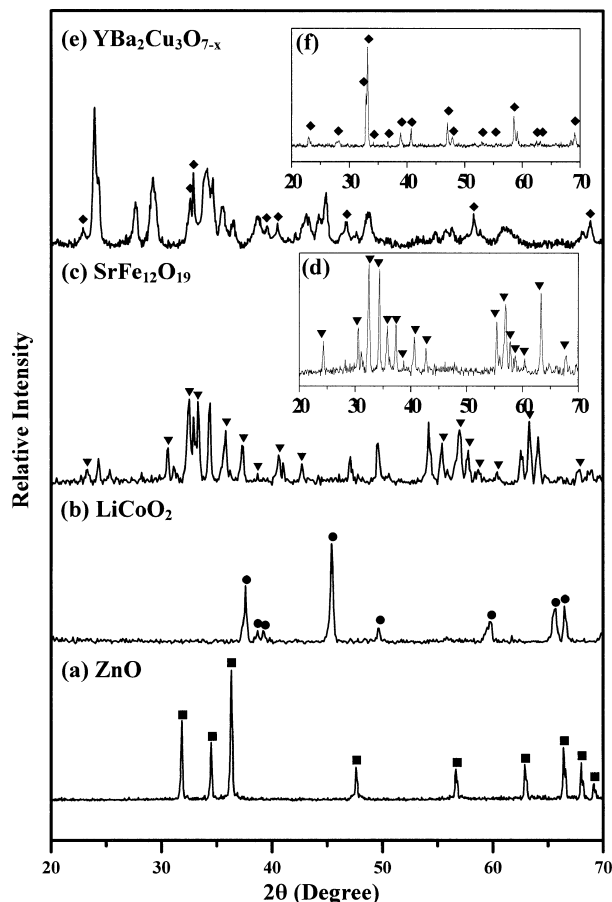 (e) YBa2Cu3O7-x
(f)
20 30 40 50 60 70
(c) SrFe12O19
(d)
20 30 40 50 60 70
Relative Intensity
(b) LiCoO2
(a) ZnO
20 30 40 50 60 70
2θ (Degree)